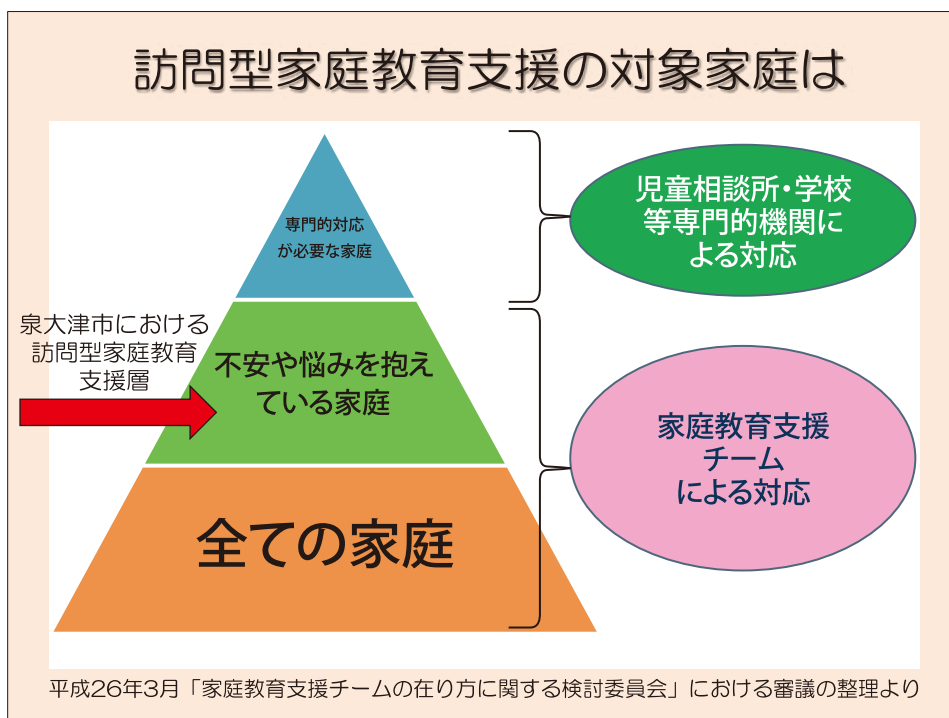 訪問型家庭教育支援の対象家庭は
専門的対応
が必要な家庭
児童相談所・学校
等専門的機関に
よる対応
泉大津市における
訪問型家庭教育
支援層
不安や悩みを抱え
ている家庭
家庭教育支援
チーム
による対応
全ての家庭
平成26年3月「家庭教育支援チームの在り方に関する検討委員会」における審議の整理より